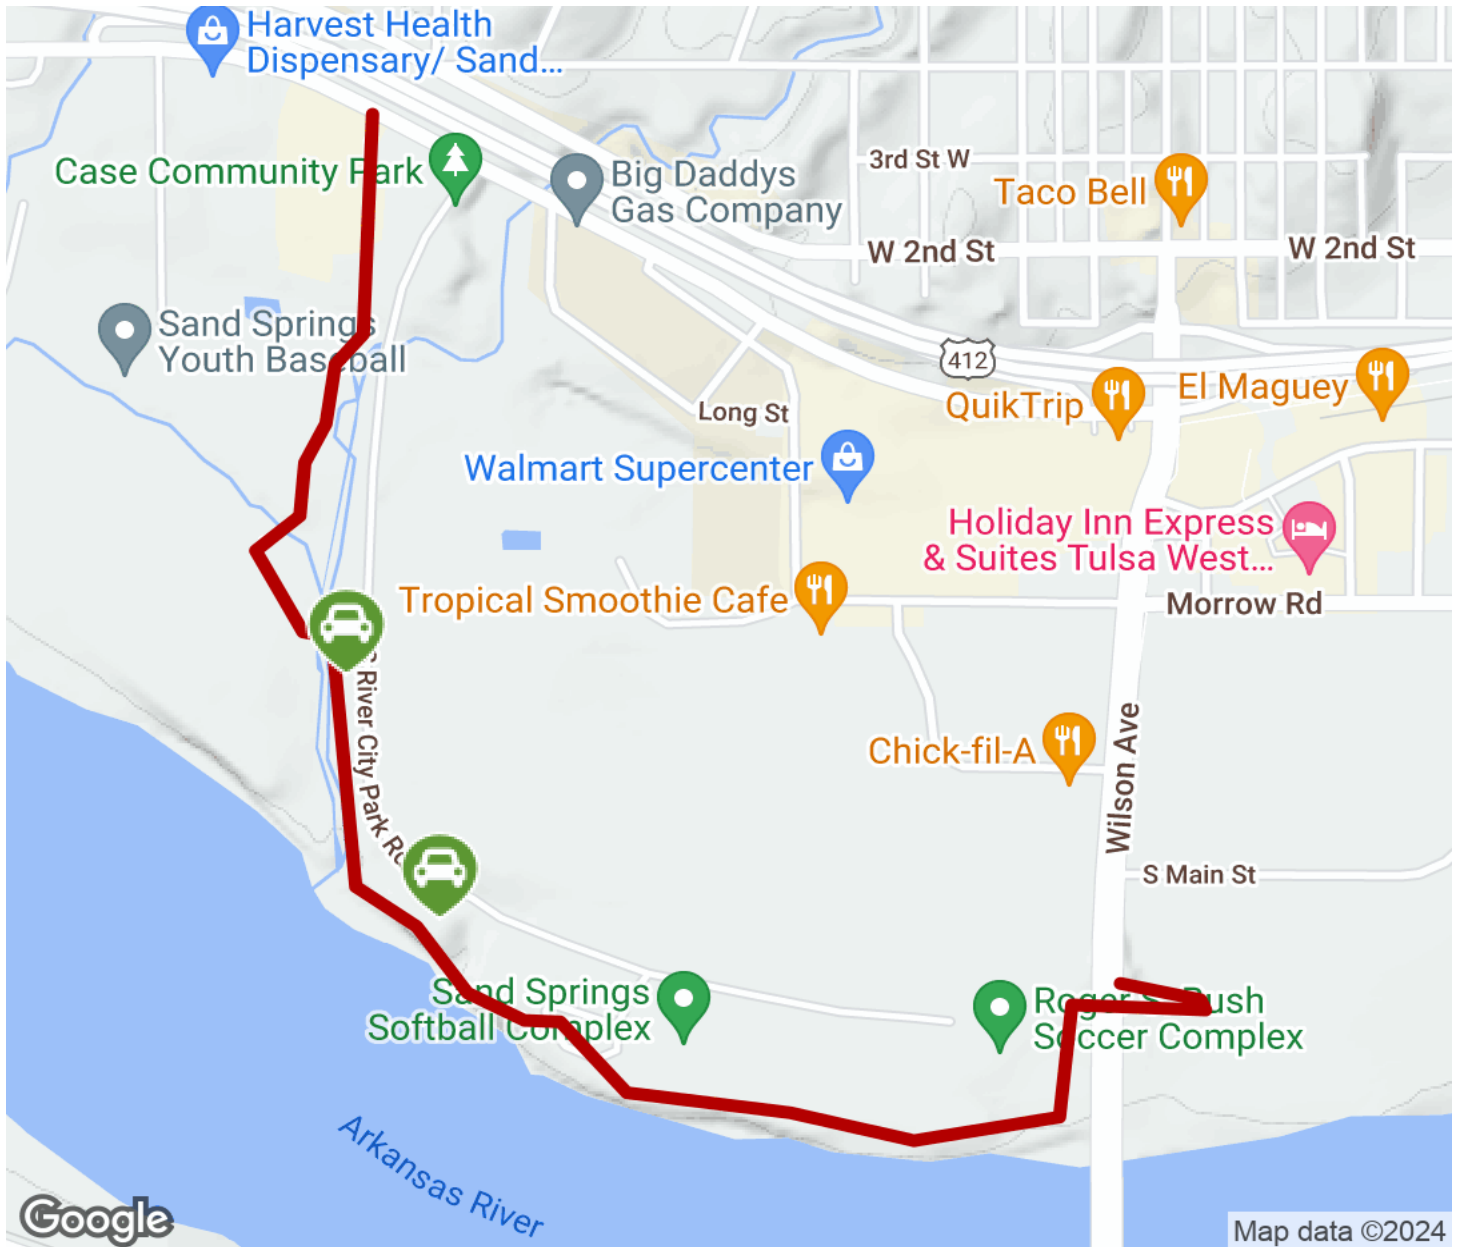 Harvest Health
Dispensary/ Sand...
Case Community Park
Big Daddys
Gas Company
3rd St W
Taco Bell
W 2nd St
W 2nd St
Sand Springs
Youth Baseball
412
El Maguey
QuikTrip
Long St
Walmart Supercenter
Holiday Inn Express
& Suites Tulsa West...
Tropical Smoothie Cafe
Morrow Rd
S River City Park Rd
Chick-fil-A
Wilson Ave
S Main St
Sand Springs
Softball Complex
Roger S. Bush
Soccer Complex
Arkansas River
Google
Map data ©2024